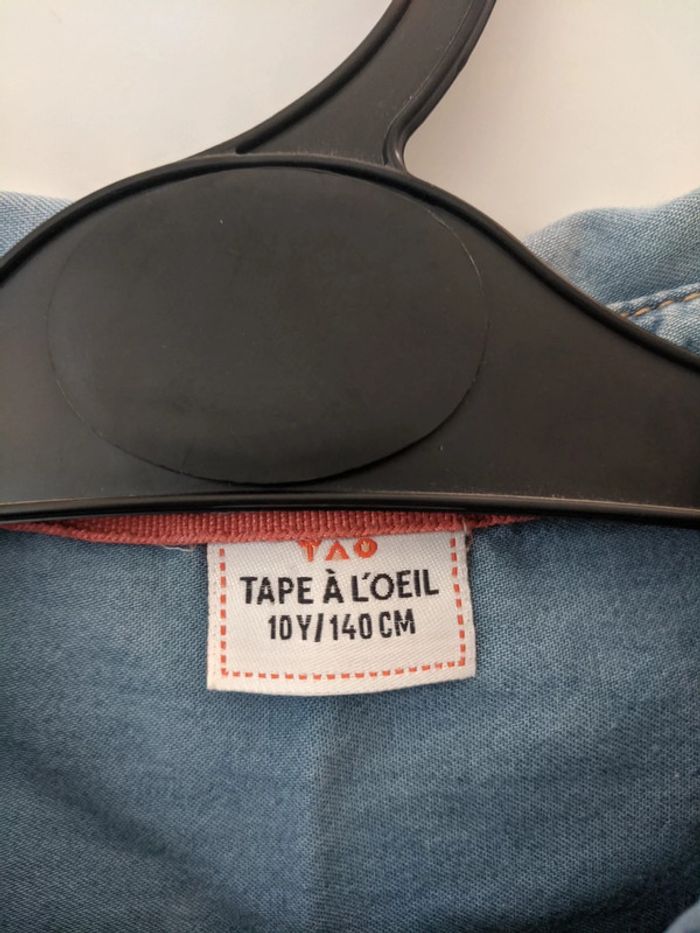 TAO
TAPE À L'OEIL
10Y/140 CM